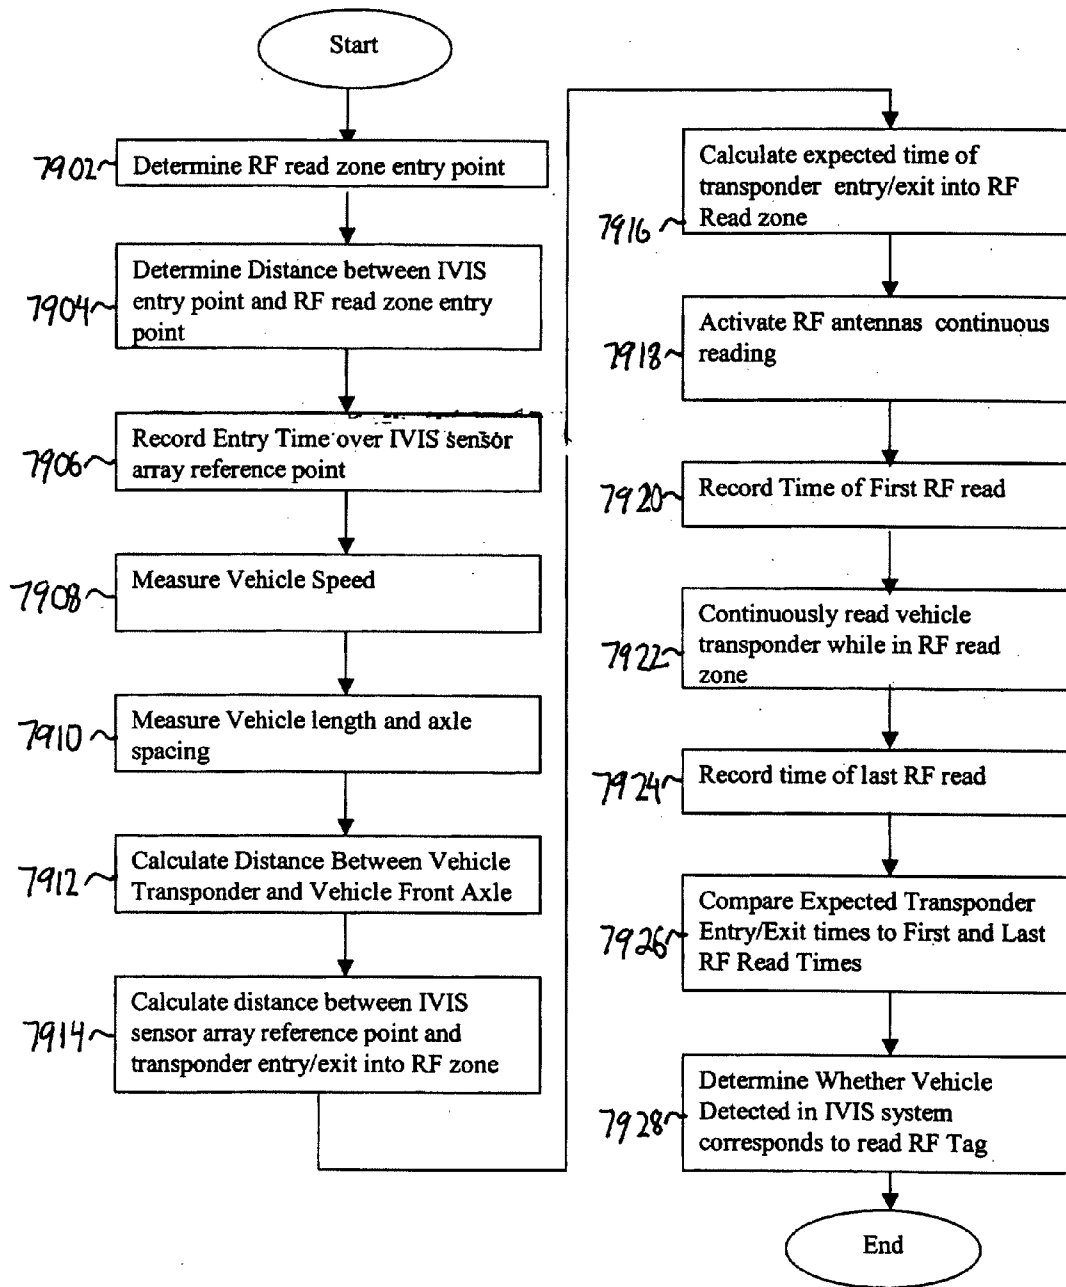 Start
7902
Determine RF read zone entry point
7904
Determine Distance between IVIS
entry point and RF read zone entry
point
7906
Record Entry Time over IVIS sensor
array reference point
7908
Measure Vehicle Speed
7910
Measure Vehicle length and axle
spacing
7912
Calculate Distance Between Vehicle
Transponder and Vehicle Front Axle
7914
Calculate distance between IVIS
sensor array reference point and
transponder entry/exit into RF zone
7916
Calculate expected time of
transponder entry/exit into RF
Read zone
7918
Activate RF antennas continuous
reading
7920
Record Time of First RF read
7922
Continuously read vehicle
transponder while in RF read
zone
7924
Record time of last RF read
7926
Compare Expected Transponder
Entry/Exit times to First and Last
RF Read Times
7928
Determine Whether Vehicle
Detected in IVIS system
corresponds to read RF Tag
End